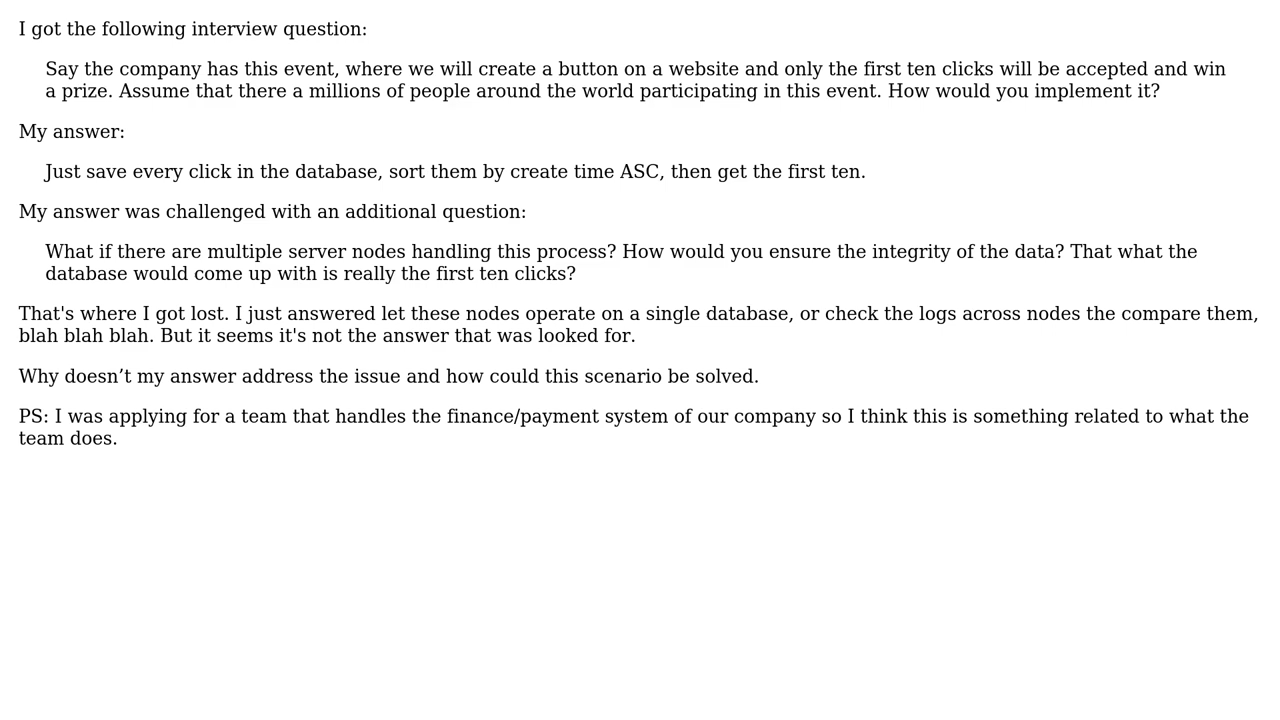 I got the following interview question:
Say the company has this event, where we will create a button on a website and only the first ten clicks will be accepted and win
a prize. Assume that there a millions of people around the world participating in this event. How would you implement it?
My answer:
Just save every click in the database, sort them by create time ASC, then get the first ten.
My answer was challenged with an additional question:
What if there are multiple server nodes handling this process? How would you ensure the integrity of the data? That what the
database would come up with is really the first ten clicks?
That's where I got lost. I just answered let these nodes operate on a single database, or check the logs across nodes the compare them,
blah blah blah. But it seems it's not the answer that was looked for.
Why doesn’t my answer address the issue and how could this scenario be solved.
PS: I was applying for a team that handles the finance/payment system of our company so I think this is something related to what the
team does.